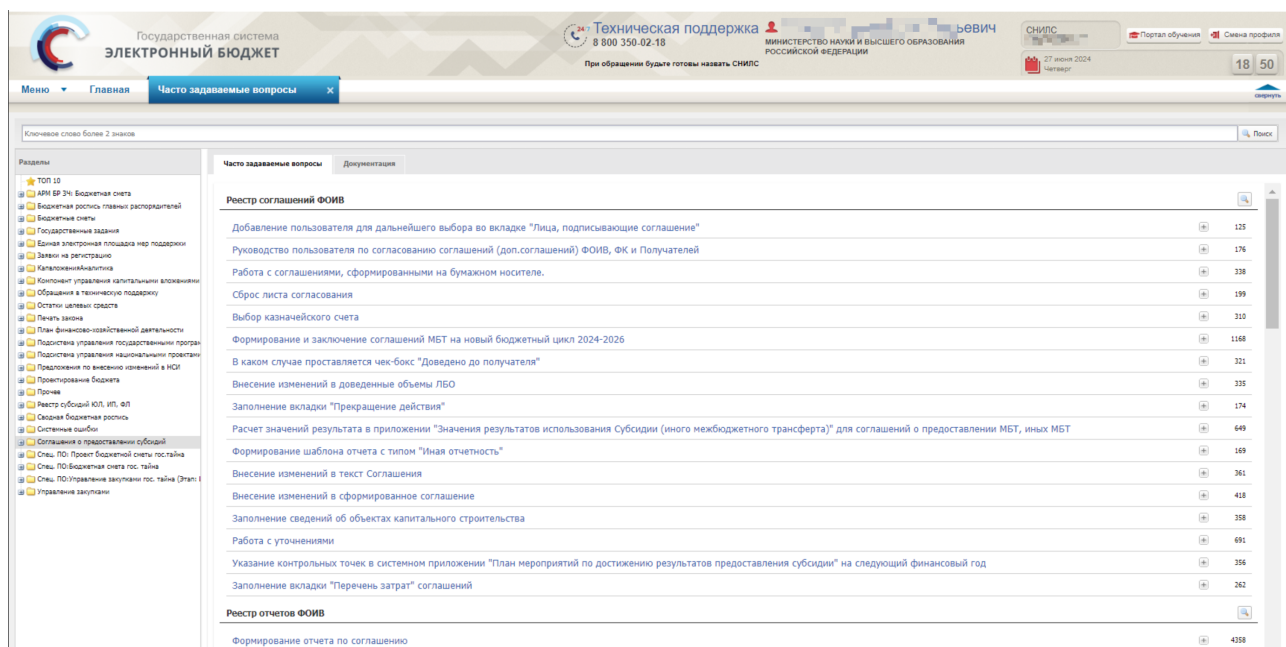 Государственная система
ЭЛЕКТРОННЫЙ БЮДЖЕТ
24
Техническая поддержка
8 800 350-02-18
При обращении будьте готовы назвать СНИЛС
ьевич
МИНИСТЕРСТВО НАУКИ И ВЫСШЕГО ОБРАЗОВАНИЯ
РОССИЙСКОЙ ФЕДЕРАЦИИ
СНИЛС
27 июня 2024
Четверг
Портал обучения
Смена профиля
18 50
Меню Главная Часто задаваемые вопросы x
свернуть
Ключевое слово более 2 знаков
Поиск
Разделы
ТОП 10
АРМ БР ЗЧ: Бюджетная смета
Бюджетная роспись главных распорядителей
Бюджетные сметы
Государственные задания
Единая электронная площадка мер поддержки
Заявки на регистрацию
КапвложенияАналитика
Компонент управления капитальными вложениями
Обращения в техническую поддержку
Остатки целевых средств
Печать закона
План финансово-хозяйственной деятельности
Подсистема управления государственными програм
Подсистема управления национальными проектами
Предложения по внесению изменений в НСИ
Проектирование бюджета
Прочее
Реестр субсидий ЮЛ, ИП, ФЛ
Сводная бюджетная роспись
Системные ошибки
Соглашения о предоставлении субсидий
Спец. ПО: Проект бюджетной сметы гос.тайна
Спец. ПО:Бюджетная смета гос. тайна
Спец. ПО:Управление закупками гос. тайна (Этап:
Управление закупками
Часто задаваемые вопросы Документация
Реестр соглашений ФОИВ
Добавление пользователя для дальнейшего выбора во вкладке "Лица, подписывающие соглашение" 125
Руководство пользователя по согласованию соглашений (доп.соглашений) ФОИВ, ФК и Получателей 176
Работа с соглашениями, сформированными на бумажном носителе. 338
Сброс листа согласования 199
Выбор казначейского счета 310
Формирование и заключение соглашений МБТ на новый бюджетный цикл 2024-2026 1168
В каком случае проставляется чек-бокс "Доведено до получателя" 321
Внесение изменений в доведенные объемы ЛБО 335
Заполнение вкладки "Прекращение действия" 174
Расчет значений результата в приложении "Значения результатов использования Субсидии (иного межбюджетного трансферта)" для соглашений о предоставлении МБТ, иных МБТ 649
Формирование шаблона отчета с типом "Иная отчетность" 169
Внесение изменений в текст Соглашения 361
Внесение изменений в сформированное соглашение 418
Заполнение сведений об объектах капитального строительства 358
Работа с уточнениями 691
Указание контрольных точек в системном приложении "План мероприятий по достижению результатов предоставления субсидии" на следующий финансовый год 356
Заполнение вкладки "Перечень затрат" соглашений 262
Реестр отчетов ФОИВ
Формирование отчета по соглашению 4358